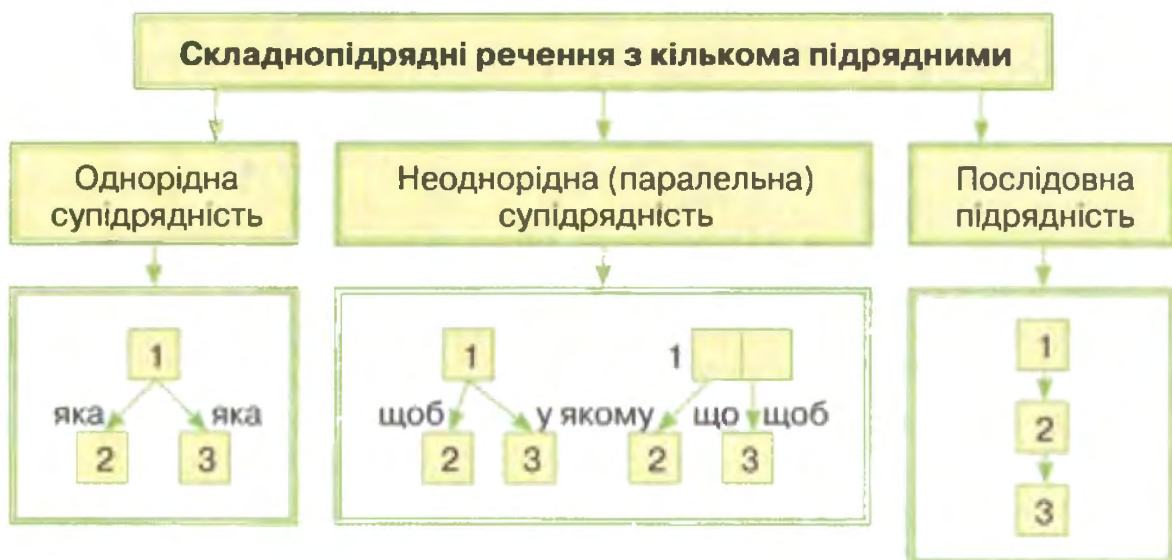 Складнопідрядні речення з кількома підрядними
Однорідна
супідрядність
Неоднорідна (паралельна)
супідрядність
Послідовна
підрядність
1
яка яка
2 3
1
щоб у якому
2 3
1
що щоб
2 3
1
2
3